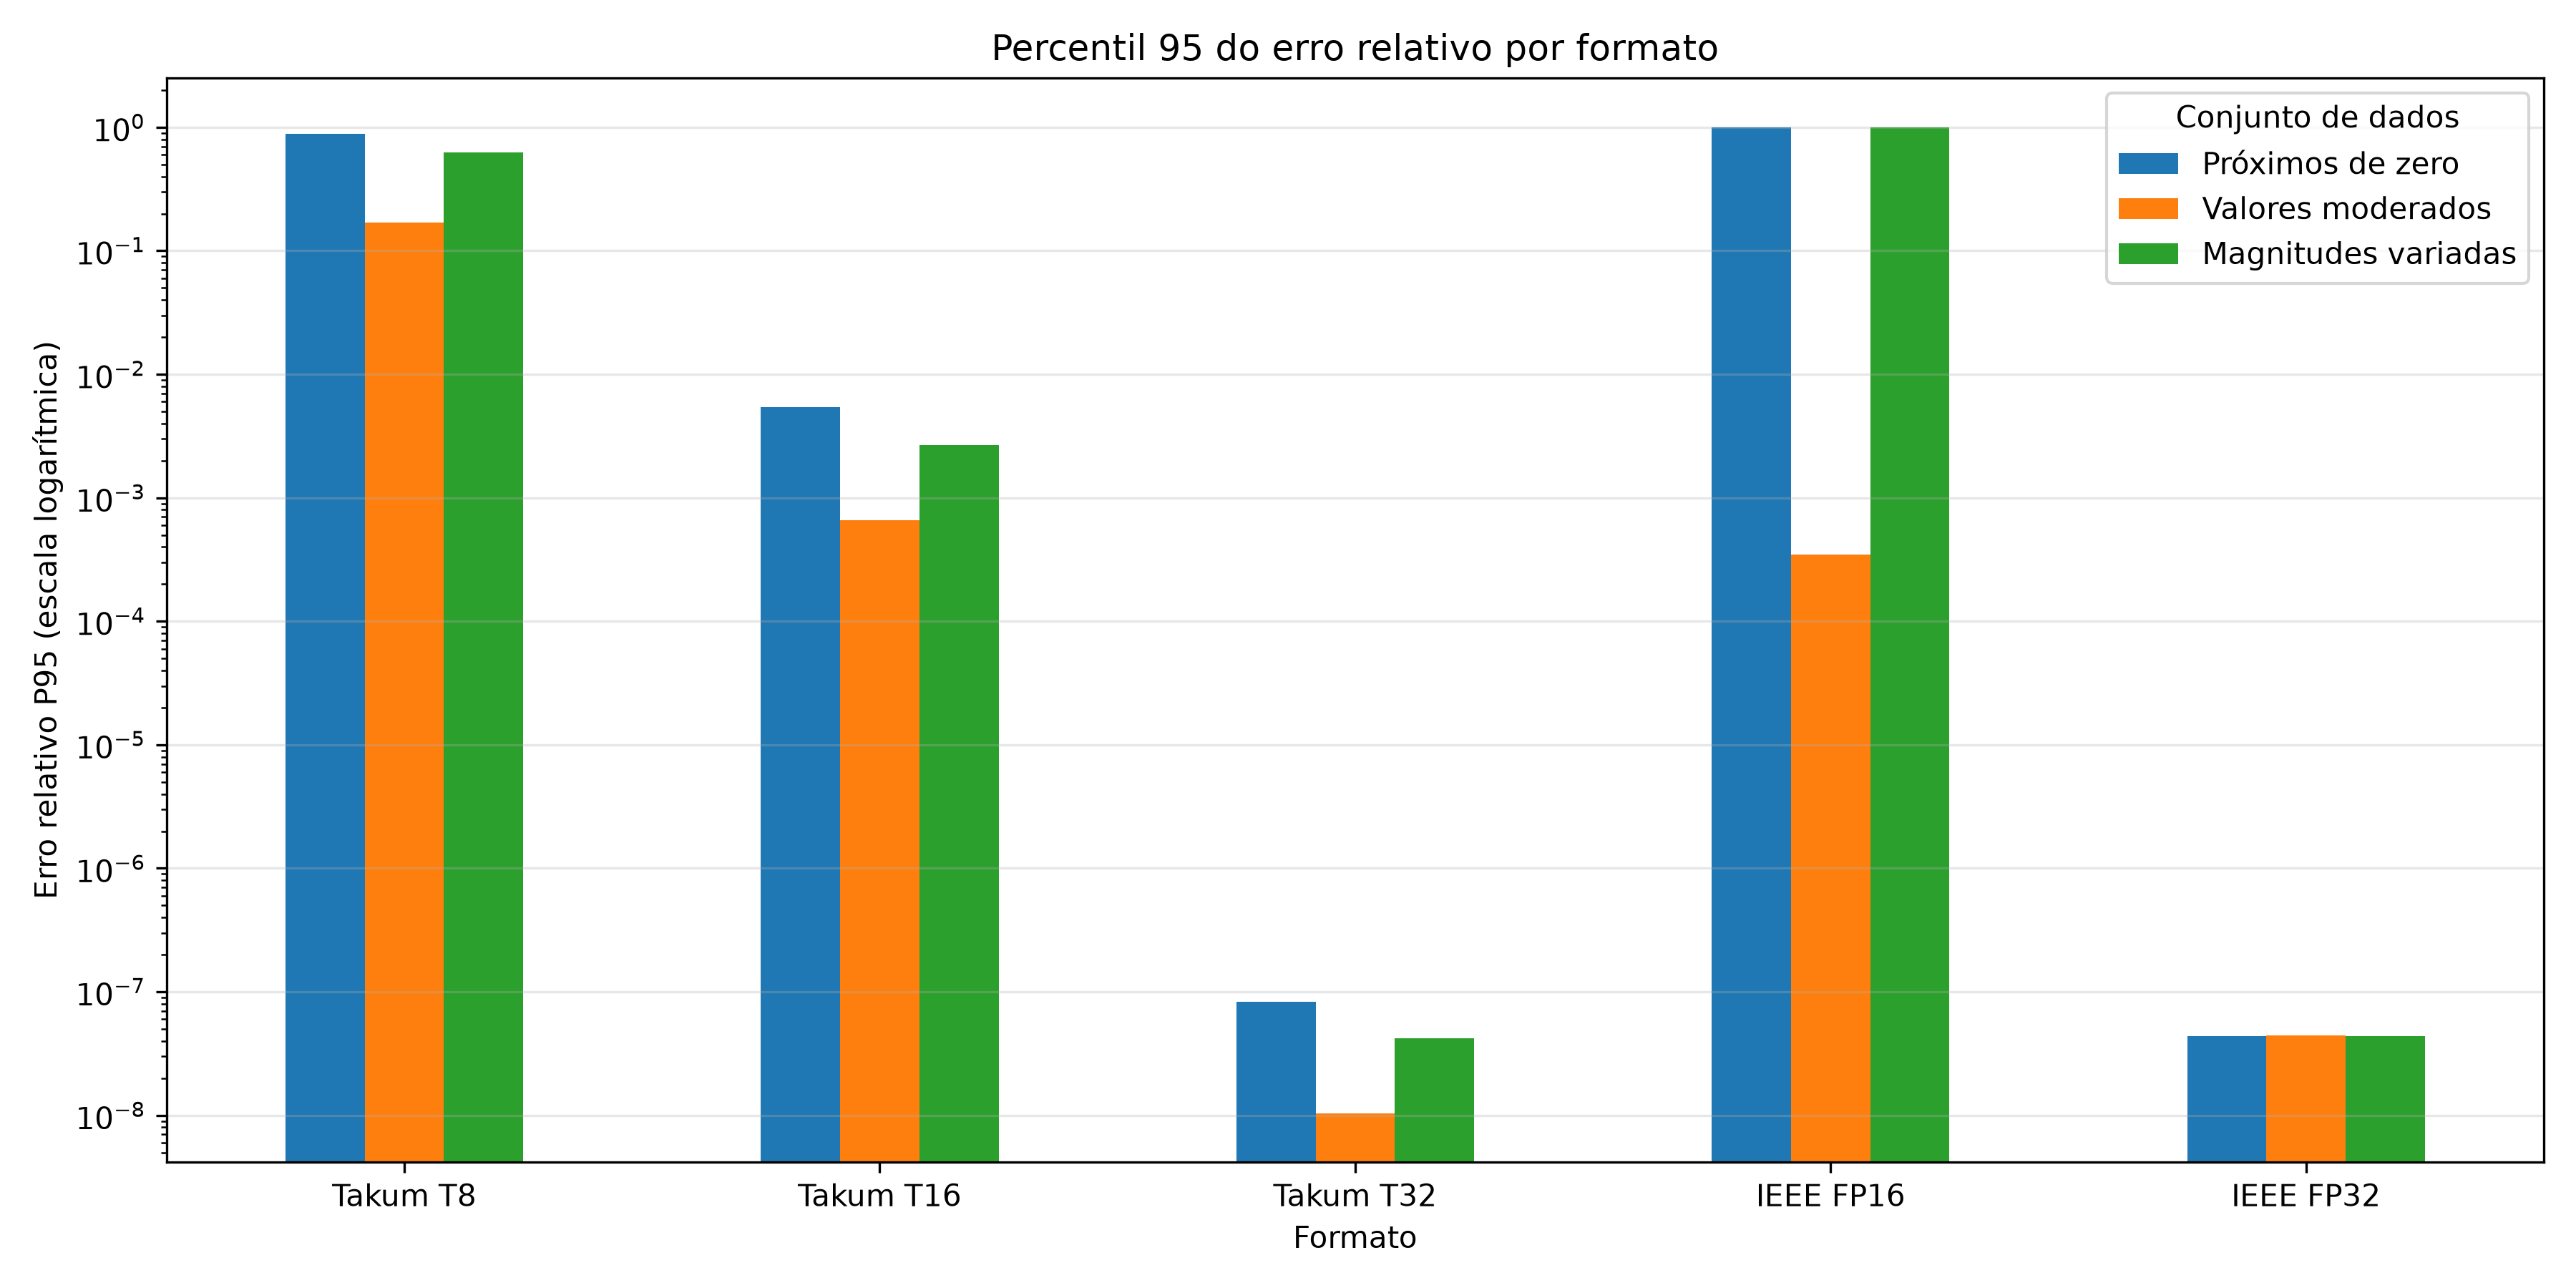 Percentil 95 do erro relativo por formato
Erro relativo P95 (escala logarítmica)
10⁰
10⁻¹
10⁻²
10⁻³
10⁻⁴
10⁻⁵
10⁻⁶
10⁻⁷
10⁻⁸
Conjunto de dados
Próximos de zero
Valores moderados
Magnitudes variadas
Takum T8
Takum T16
Takum T32
IEEE FP16
IEEE FP32
Formato